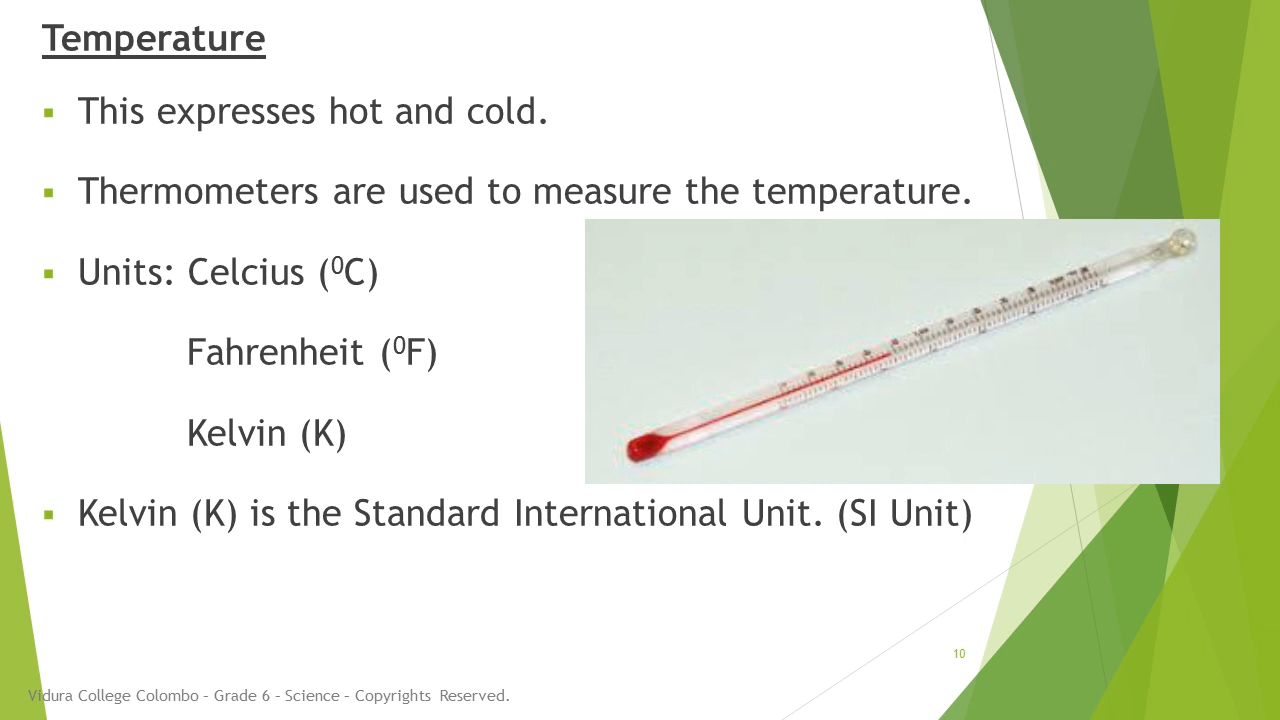 Temperature
This expresses hot and cold.
Thermometers are used to measure the temperature.
Units: Celcius (⁰C)
Fahrenheit (⁰F)
Kelvin (K)
Kelvin (K) is the Standard International Unit. (SI Unit)
10
Vidura College Colombo – Grade 6 – Science – Copyrights Reserved.